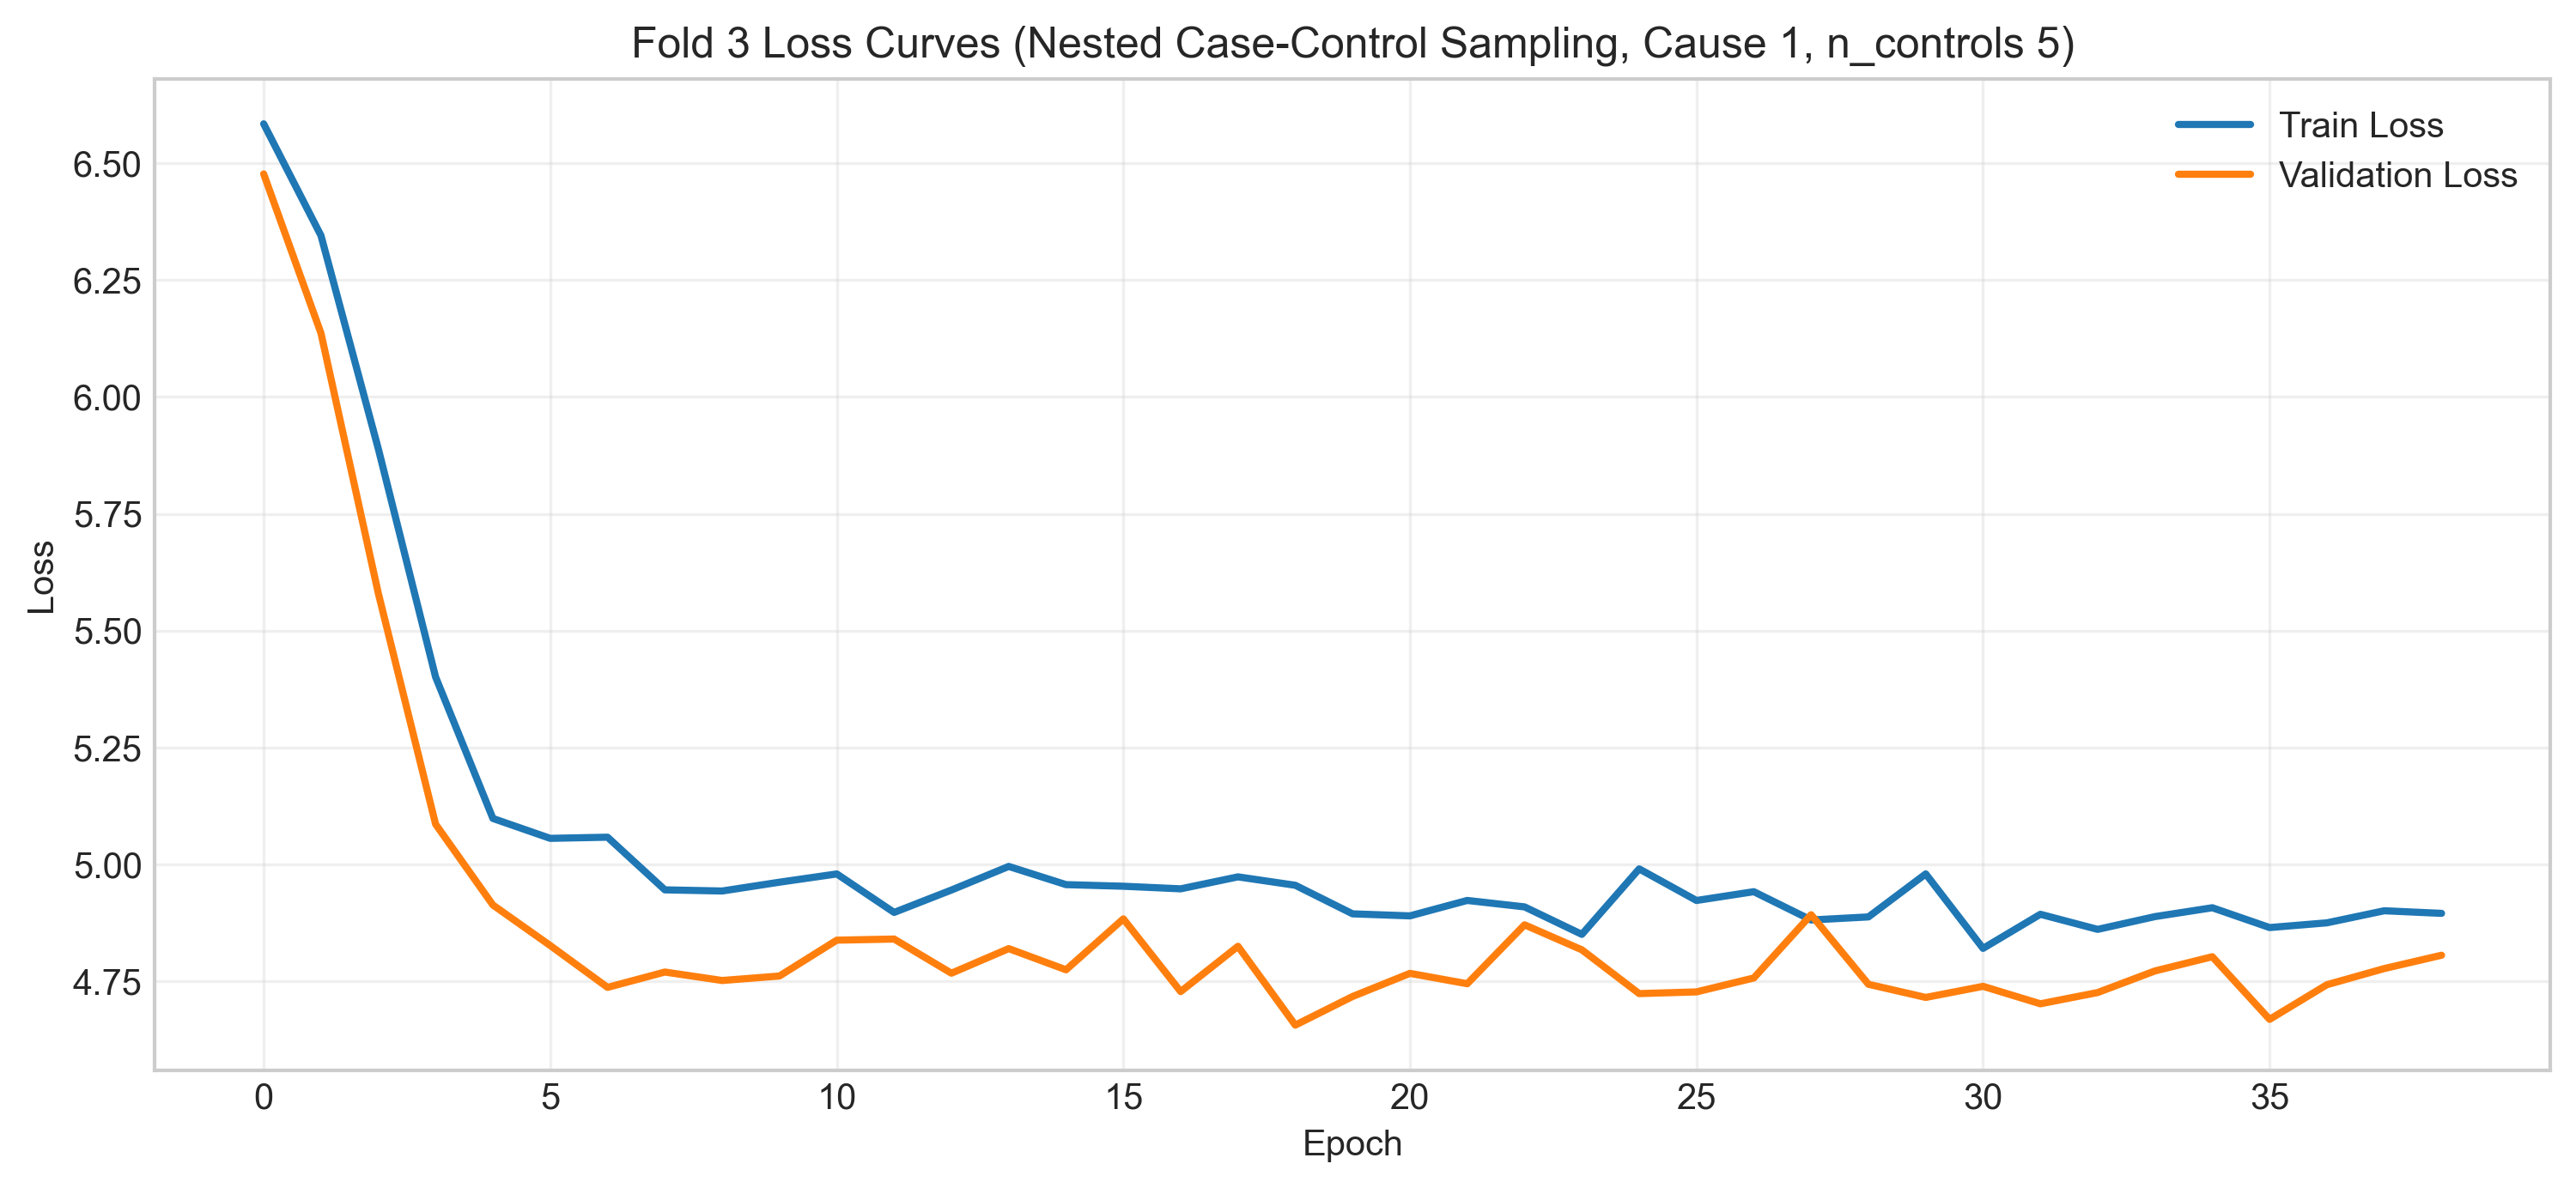 Fold 3 Loss Curves (Nested Case-Control Sampling, Cause 1, n_controls 5)
Train Loss
Validation Loss
6.50
6.25
6.00
5.75
5.50
5.25
5.00
4.75
Loss
0 5 10 15 20 25 30 35
Epoch